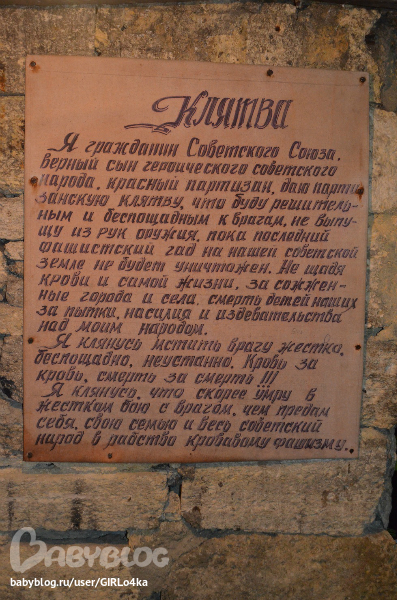 Клятва
Я гражданин Советского Союза,
верный сын героического советского
народа, красный партизан, даю парти
занскую клятву, что буду решитель-
ным и беспощадным к врагам, не выпу-
щу из рук оружия, пока последний
фашистский гад на нашей советской
земле не будет уничтожен. Не щадя
крови и самой жизни, за сожжен-
ные города и села, смерть детей наших
за пытки, насилия и издевательства
над моим народом.
Я клянусь мстить врагу жестко,
беспощадно, неустанно. Кровь за
кровь, смерть за смерть !!!
Я клянусь, что скорее умру в
жестком бою с врагом, чем предам
себя, свою семью и весь советский
народ в рабство кровавому фашизму.
BABYBLOG
babyblog.ru/user/GIRLo4ka